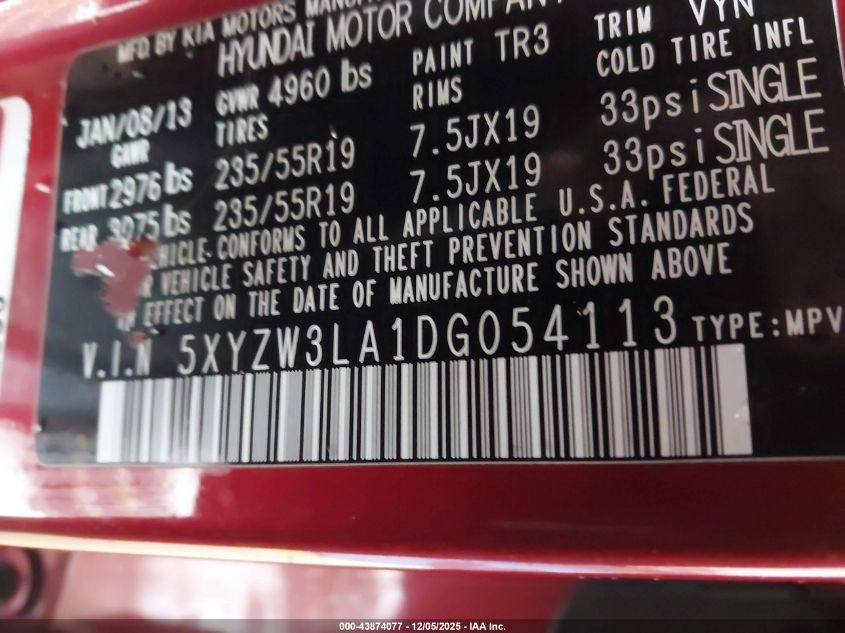 MFD. BY KIA MOTORS
HYUNDAI MOTOR COMPANY
JAN/08/13 GVWR 4960 lbs PAINT TR3 TRIM VYN
GAWR TIRES RIMS COLD TIRE INFL
FRONT 2976 lbs 235/55R19 7.5JX19 33psi SINGLE
REAR 3075 lbs 235/55R19 7.5JX19 33psi SINGLE
VEHICLE CONFORMS TO ALL APPLICABLE U.S.A. FEDERAL
VEHICLE SAFETY AND THEFT PREVENTION STANDARDS
IN EFFECT ON THE DATE OF MANUFACTURE SHOWN ABOVE
V.I.N 5XYZW3LA1DG054113 TYPE:MPV
000-43874077 - 12/05/2025 - IAA Inc.